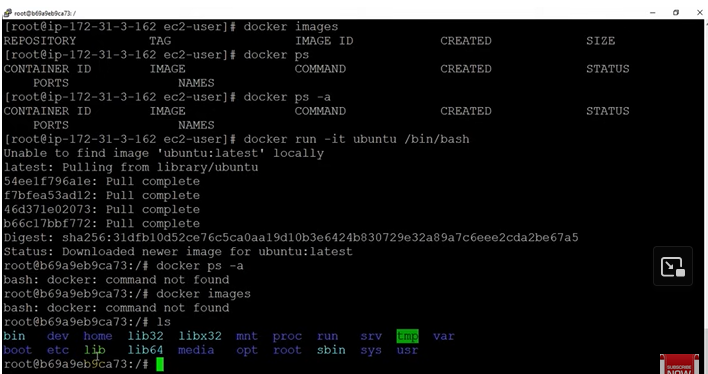 root@b69a9eb9ca73: /
[root@ip-172-31-3-162 ec2-user]# docker images
REPOSITORY TAG IMAGE ID CREATED SIZE
[root@ip-172-31-3-162 ec2-user]# docker ps
CONTAINER ID IMAGE COMMAND CREATED STATUS
PORTS NAMES
[root@ip-172-31-3-162 ec2-user]# docker ps -a
CONTAINER ID IMAGE COMMAND CREATED STATUS
PORTS NAMES
[root@ip-172-31-3-162 ec2-user]# docker run -it ubuntu /bin/bash
Unable to find image 'ubuntu:latest' locally
latest: Pulling from library/ubuntu
54ee1f796a1e: Pull complete
f7bfea53ad12: Pull complete
46d371e02073: Pull complete
b66c17bbf772: Pull complete
Digest: sha256:31dfb10d52ce76c5ca0aa19d10b3e6424b830729e32a89a7c6eee2cda2be67a5
Status: Downloaded newer image for ubuntu:latest
root@b69a9eb9ca73:/# docker ps -a
bash: docker: command not found
root@b69a9eb9ca73:/# docker images
bash: docker: command not found
root@b69a9eb9ca73:/# ls
bin dev home lib32 libx32 mnt proc run srv tmp var
boot etc lib lib64 media opt root sbin sys usr
root@b69a9eb9ca73:/#
SUBSCRIBE
NOW